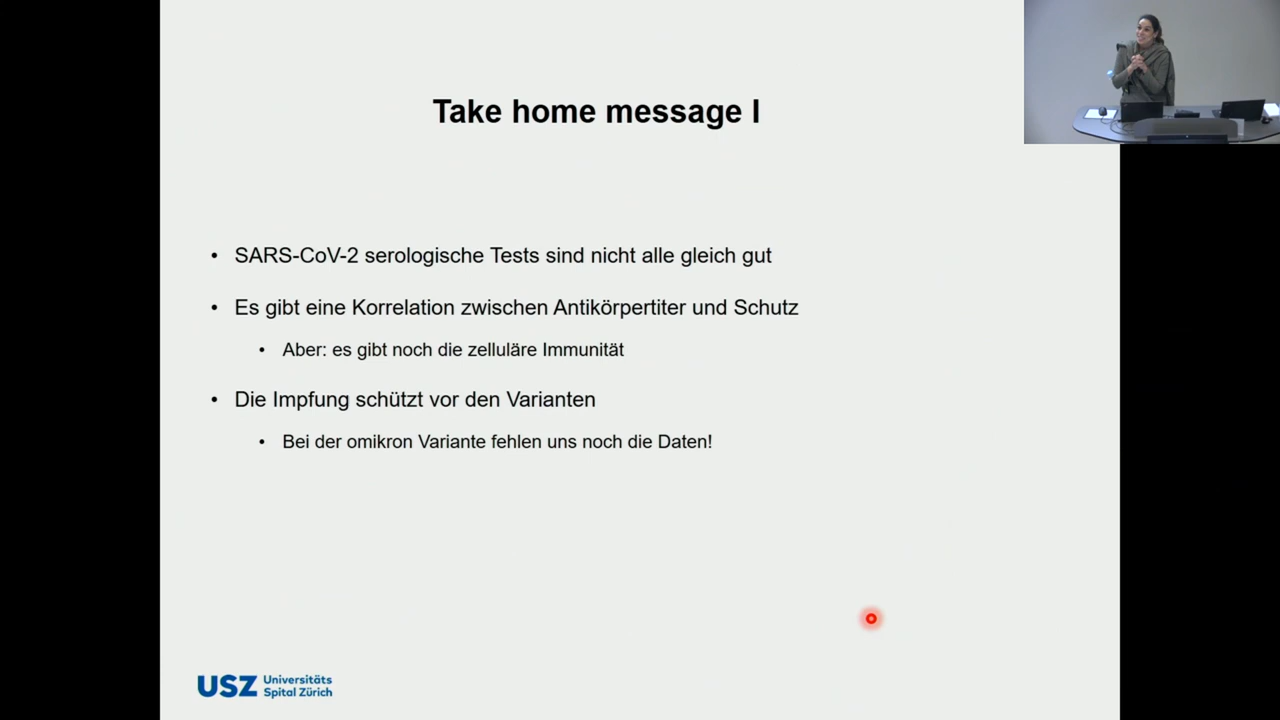 Take home message I
• SARS-CoV-2 serologische Tests sind nicht alle gleich gut
• Es gibt eine Korrelation zwischen Antikörpertiter und Schutz
• Aber: es gibt noch die zelluläre Immunität
• Die Impfung schützt vor den Varianten
• Bei der omikron Variante fehlen uns noch die Daten!
USZ Universitäts
Spital Zürich